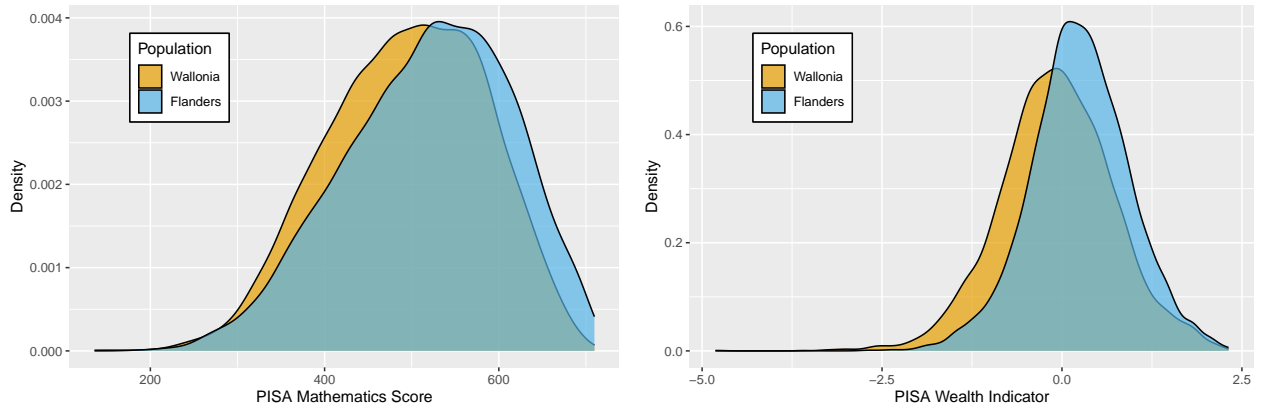 0.004
0.003
0.002
0.001
0.000
Density
Population
Wallonia
Flanders
200
400
600
PISA Mathematics Score
0.6
0.4
0.2
0.0
Density
Population
Wallonia
Flanders
−5.0
−2.5
0.0
2.5
PISA Wealth Indicator